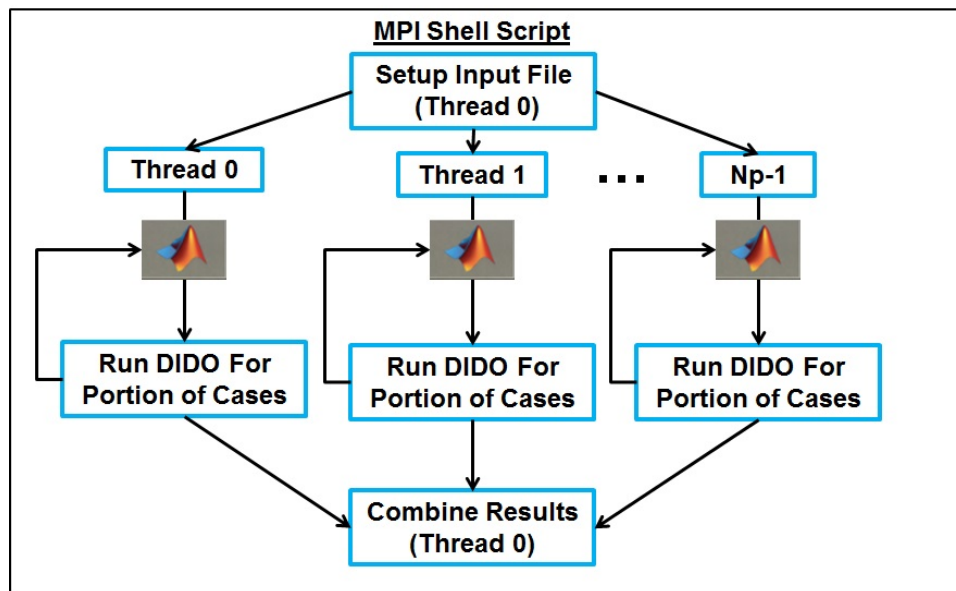 MPI Shell Script
Setup Input File
(Thread 0)
Thread 0
Thread 1
...
Np-1
Run DIDO For
Portion of Cases
Run DIDO For
Portion of Cases
Run DIDO For
Portion of Cases
Combine Results
(Thread 0)